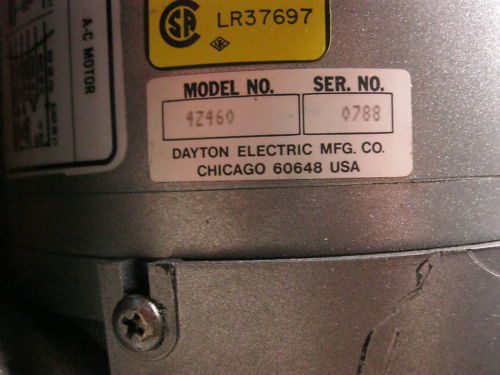 LR37697
A-C MOTOR
MODEL NO. SER. NO.
4Z460 0788
DAYTON ELECTRIC MFG. CO.
CHICAGO 60648 USA